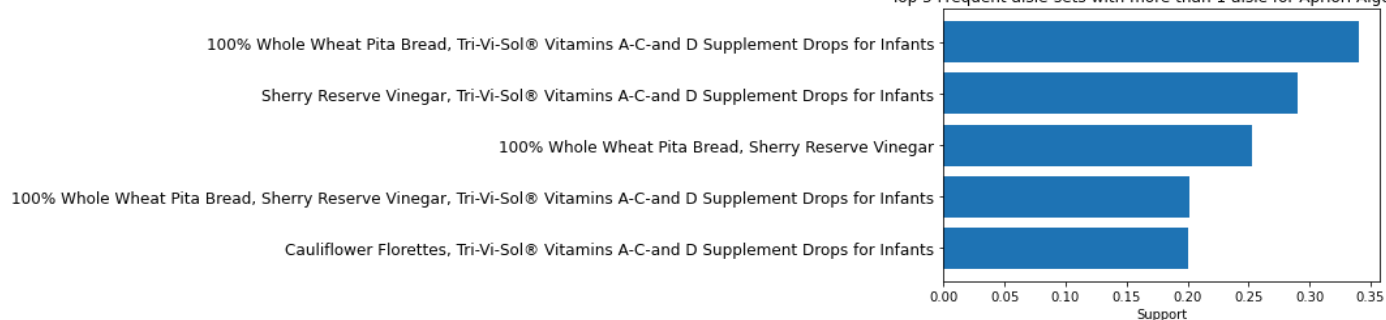 Top 5 Frequent aisle-sets with more than 1 aisle for Apriori Algo
100% Whole Wheat Pita Bread, Tri-Vi-Sol® Vitamins A-C-and D Supplement Drops for Infants
Sherry Reserve Vinegar, Tri-Vi-Sol® Vitamins A-C-and D Supplement Drops for Infants
100% Whole Wheat Pita Bread, Sherry Reserve Vinegar
100% Whole Wheat Pita Bread, Sherry Reserve Vinegar, Tri-Vi-Sol® Vitamins A-C-and D Supplement Drops for Infants
Cauliflower Florettes, Tri-Vi-Sol® Vitamins A-C-and D Supplement Drops for Infants
0.00 0.05 0.10 0.15 0.20 0.25 0.30 0.35
Support